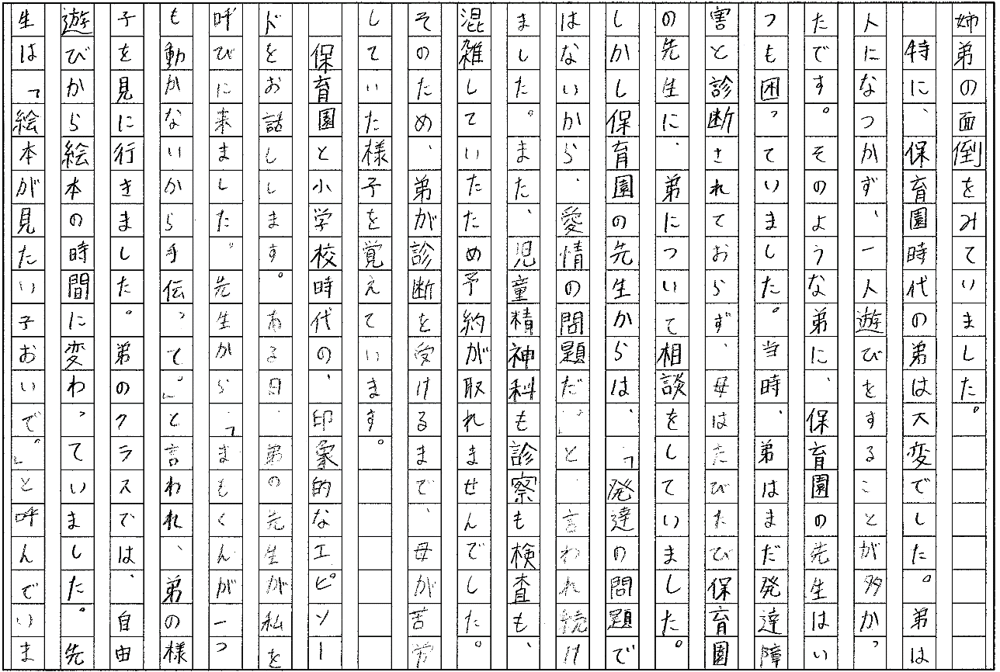 姉弟の面倒をみていました。
　特に、保育園時代の弟は大変でした。弟は
人になつかず、一人遊びをすることが多かっ
たです。そのような弟に、保育園の先生はい
つも困っていました。当時、弟はまだ発達障
害と診断されておらず、母はたびたび保育園
の先生に、弟について相談をしていました。
しかし保育園の先生からは、「発達の問題で
はないから、愛情の問題だ。」と、言われ続け
ました。また、児童精神科も診察も検査も、
混雑していたため予約が取れませんでした。
そのため、弟が診断を受けるまで、母が苦労
していた様子を覚えています。
　保育園と小学校時代の、印象的なエピソー
ドをお話しします。ある日、弟の先生が私を
呼びに来ました。先生から、「まもくんが一つ
も動かないから手伝って。」と言われ、弟の様
子を見に行きました。弟のクラスでは、自由
遊びから絵本の時間に変わっていました。先
生は「絵本が見たい子おいで。」と呼んでいま